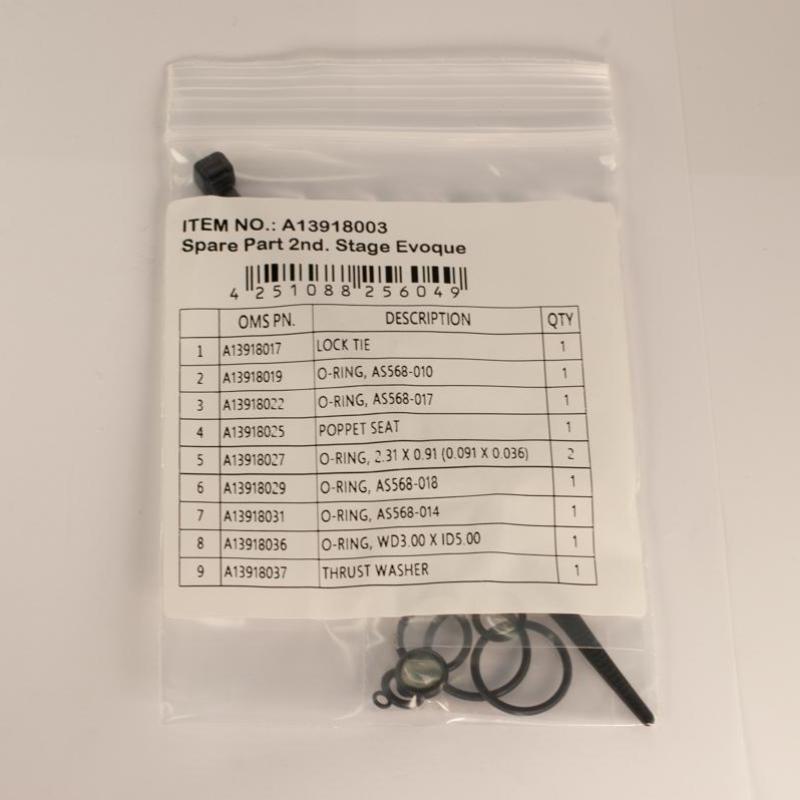 ITEM NO.: A13918003
Spare Part 2nd. Stage Evoque
4 251088 256049
OMS PN. DESCRIPTION QTY
1 A13918017 LOCK TIE 1
2 A13918019 O-RING, AS568-010 1
3 A13918022 O-RING, AS568-017 1
4 A13918025 POPPET SEAT 1
5 A13918027 O-RING, 2.31 X 0.91 (0.091 X 0.036) 2
6 A13918029 O-RING, AS568-018 1
7 A13918031 O-RING, AS568-014 1
8 A13918036 O-RING, WD3.00 X ID5.00 1
9 A13918037 THRUST WASHER 1